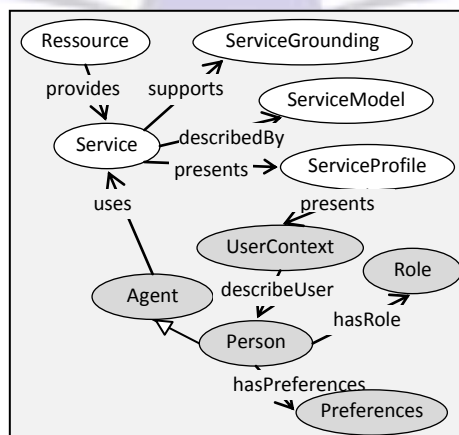 Ressource
ServiceGrounding
provides
supports
ServiceModel
Service
describedBy
presents
ServiceProfile
uses
presents
UserContext
Role
Agent
describeUser
hasRole
Person
hasPreferences
Preferences